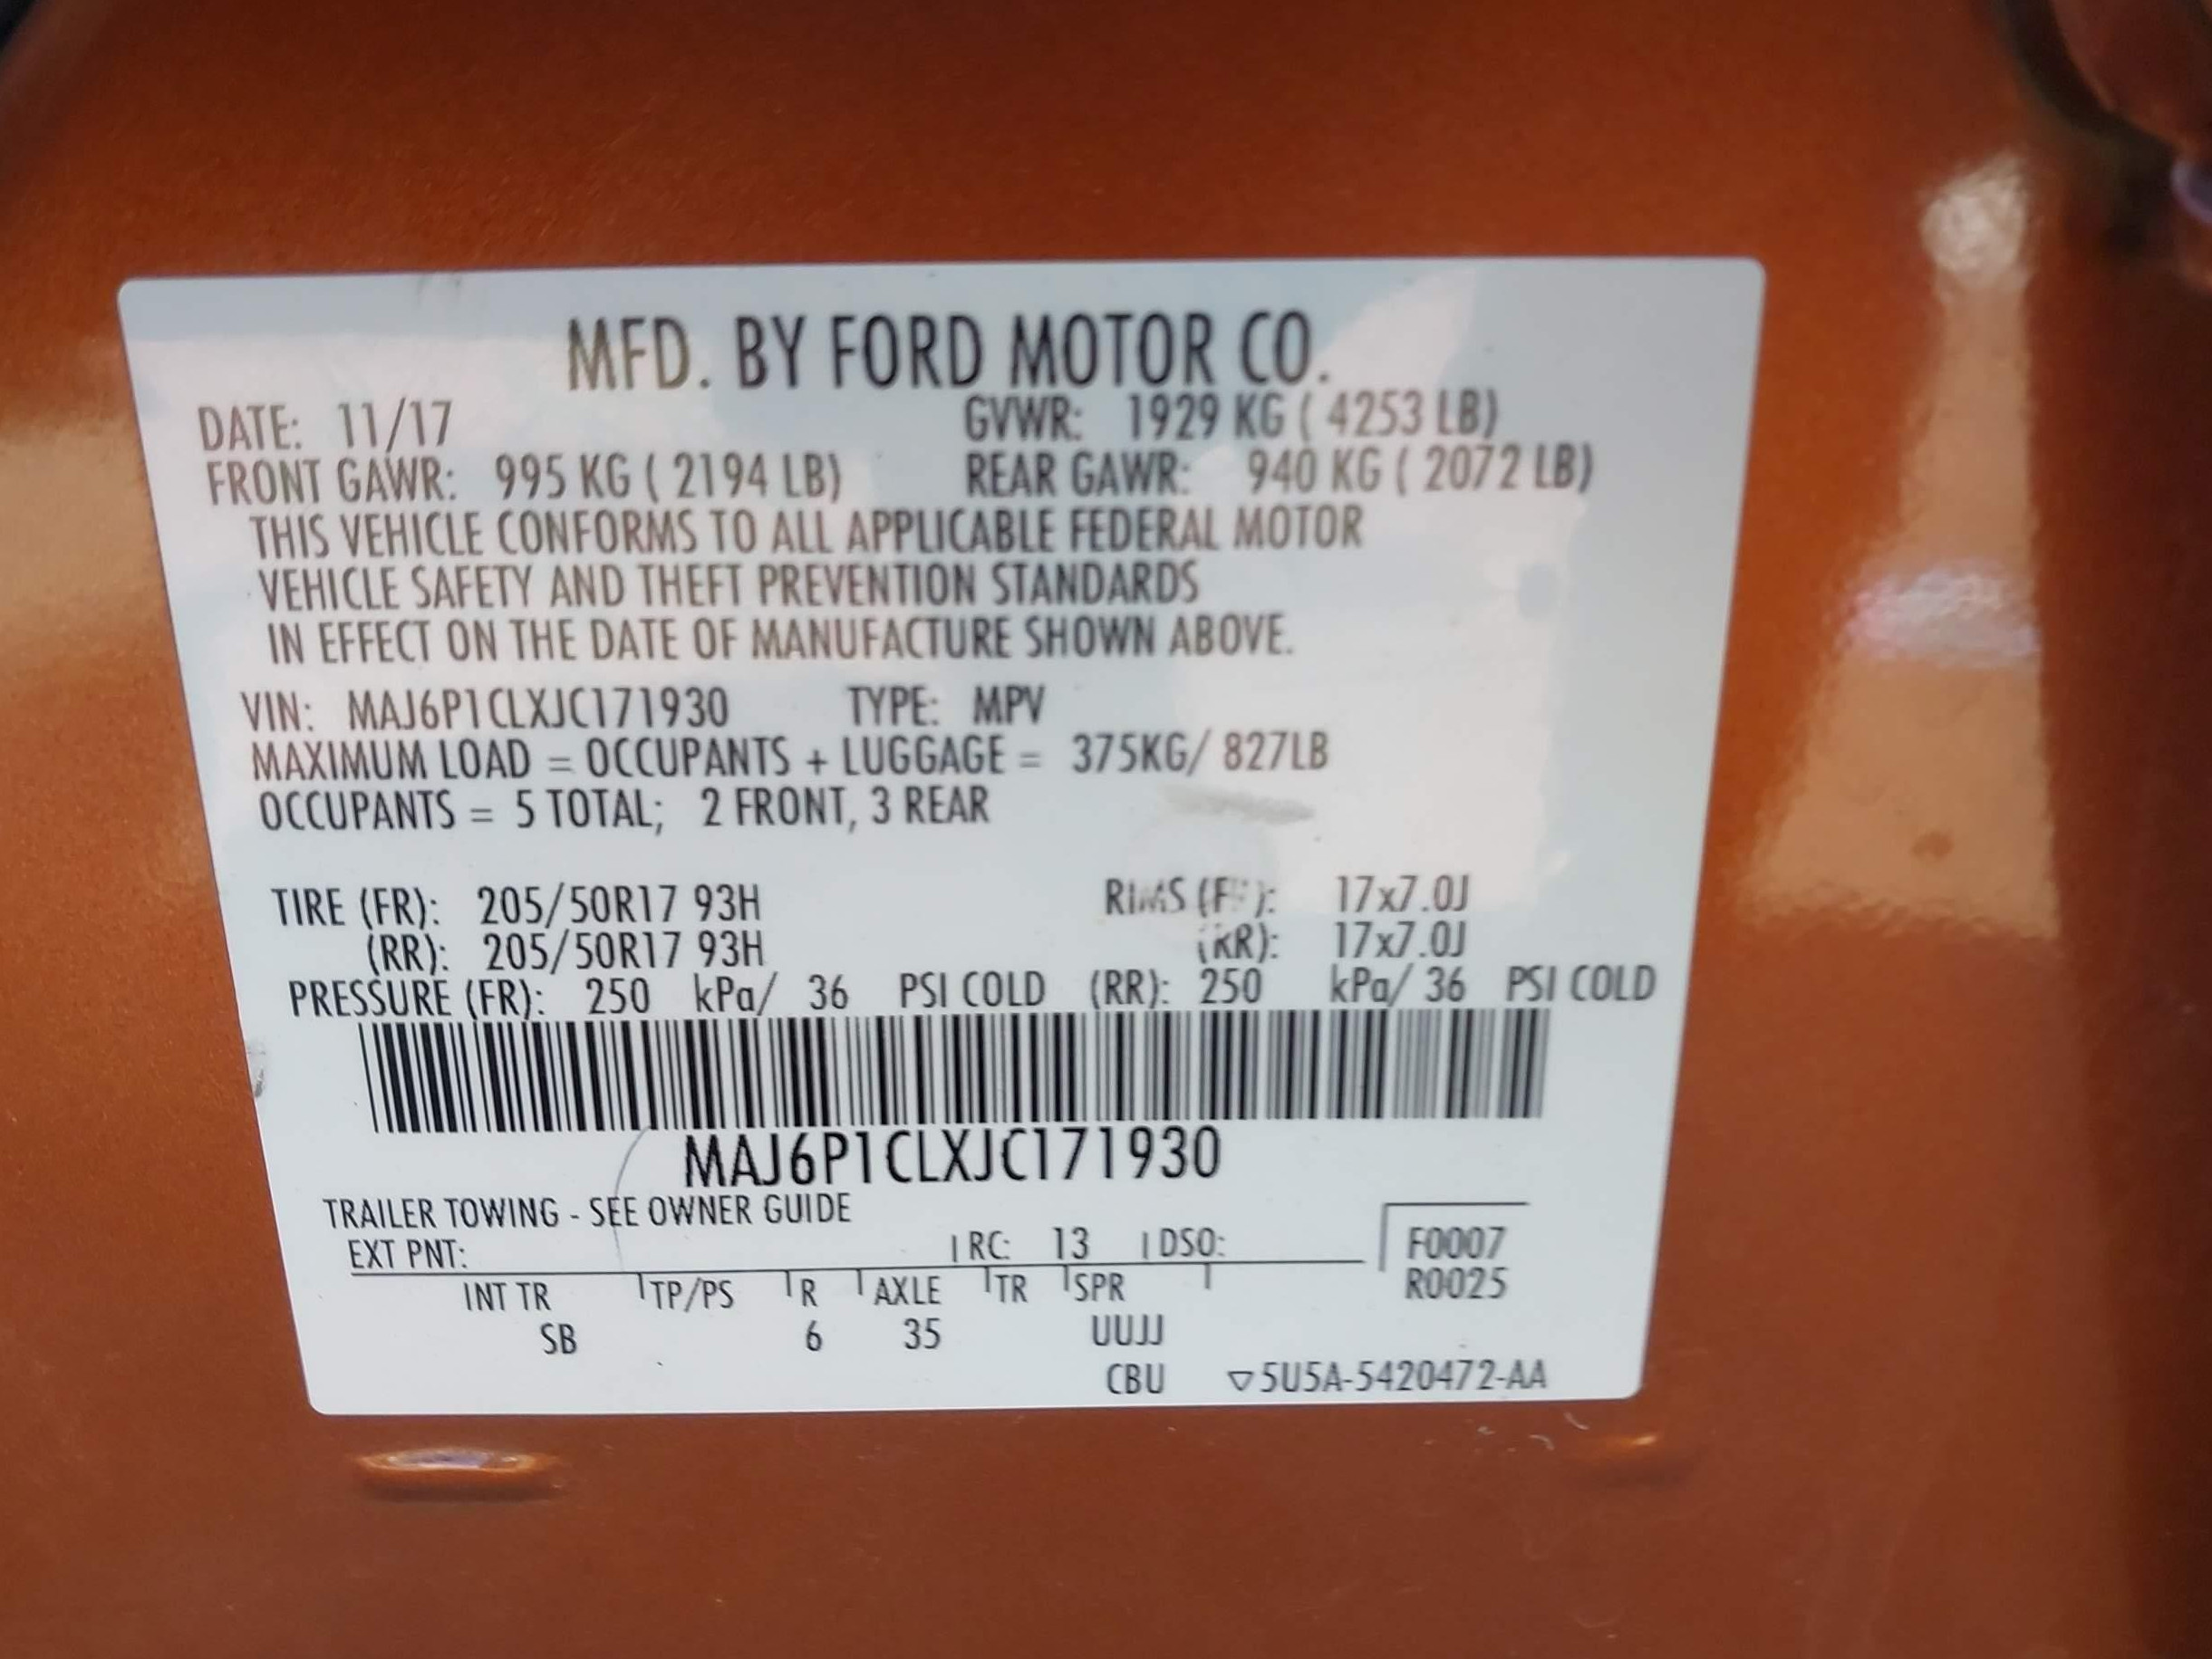 MFD. BY FORD MOTOR CO.
DATE: 11/17 GVWR: 1929 KG ( 4253 LB)
FRONT GAWR: 995 KG ( 2194 LB) REAR GAWR: 940 KG ( 2072 LB)
THIS VEHICLE CONFORMS TO ALL APPLICABLE FEDERAL MOTOR
VEHICLE SAFETY AND THEFT PREVENTION STANDARDS
IN EFFECT ON THE DATE OF MANUFACTURE SHOWN ABOVE.
VIN: MAJ6P1CLXJC171930 TYPE: MPV
MAXIMUM LOAD = OCCUPANTS + LUGGAGE = 375KG/ 827LB
OCCUPANTS = 5 TOTAL; 2 FRONT, 3 REAR
TIRE (FR): 205/50R17 93H RIMS (FR): 17x7.0J
(RR): 205/50R17 93H (RR): 17x7.0J
PRESSURE (FR): 250 kPa/ 36 PSI COLD (RR): 250 kPa/ 36 PSI COLD
MAJ6P1CLXJC171930
TRAILER TOWING - SEE OWNER GUIDE
EXT PNT: RC: 13 DSO: F0007
INT TR TP/PS R AXLE TR SPR R0025
SB 6 35 UUJJ
CBU ▽5U5A-5420472-AA